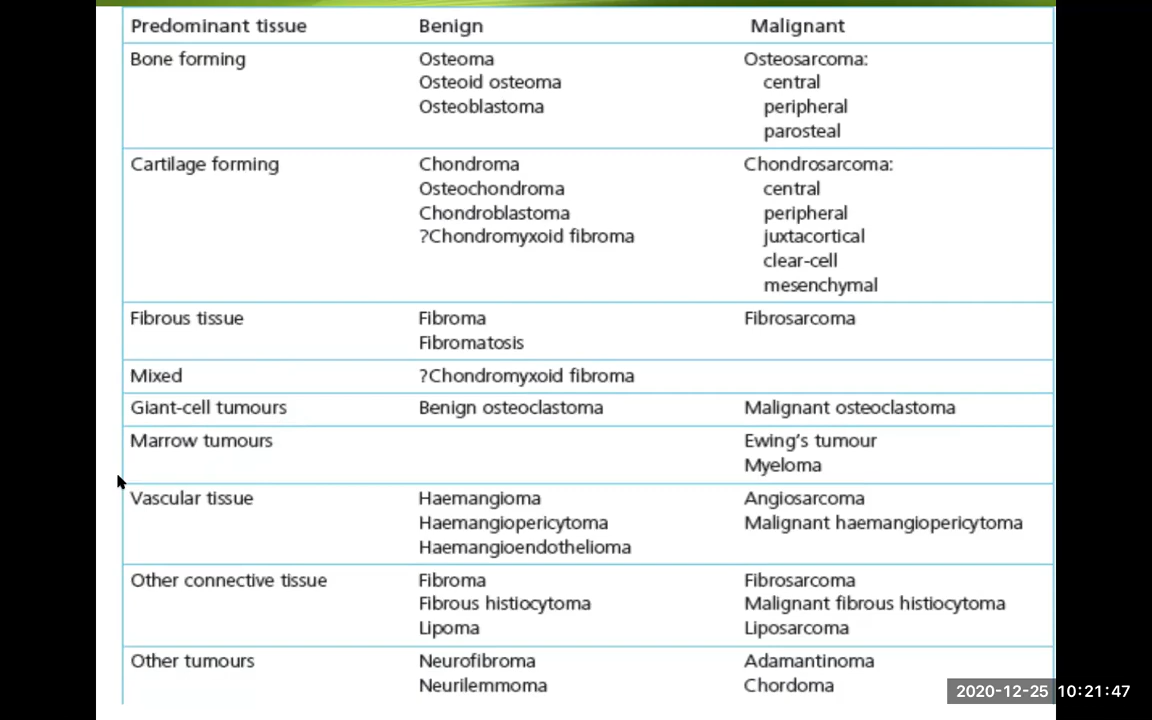 Predominant tissue Benign Malignant
Bone forming Osteoma Osteosarcoma:
Osteoid osteoma central
Osteoblastoma peripheral
parosteal
Cartilage forming Chondroma Chondrosarcoma:
Osteochondroma central
Chondroblastoma peripheral
?Chondromyxoid fibroma juxtacortical
clear-cell
mesenchymal
Fibrous tissue Fibroma Fibrosarcoma
Fibromatosis
Mixed ?Chondromyxoid fibroma
Giant-cell tumours Benign osteoclastoma Malignant osteoclastoma
Marrow tumours Ewing's tumour
Myeloma
Vascular tissue Haemangioma Angiosarcoma
Haemangiopericytoma Malignant haemangiopericytoma
Haemangioendothelioma
Other connective tissue Fibroma Fibrosarcoma
Fibrous histiocytoma Malignant fibrous histiocytoma
Lipoma Liposarcoma
Other tumours Neurofibroma Adamantinoma
Neurilemmoma Chordoma
2020-12-25 10:21:47